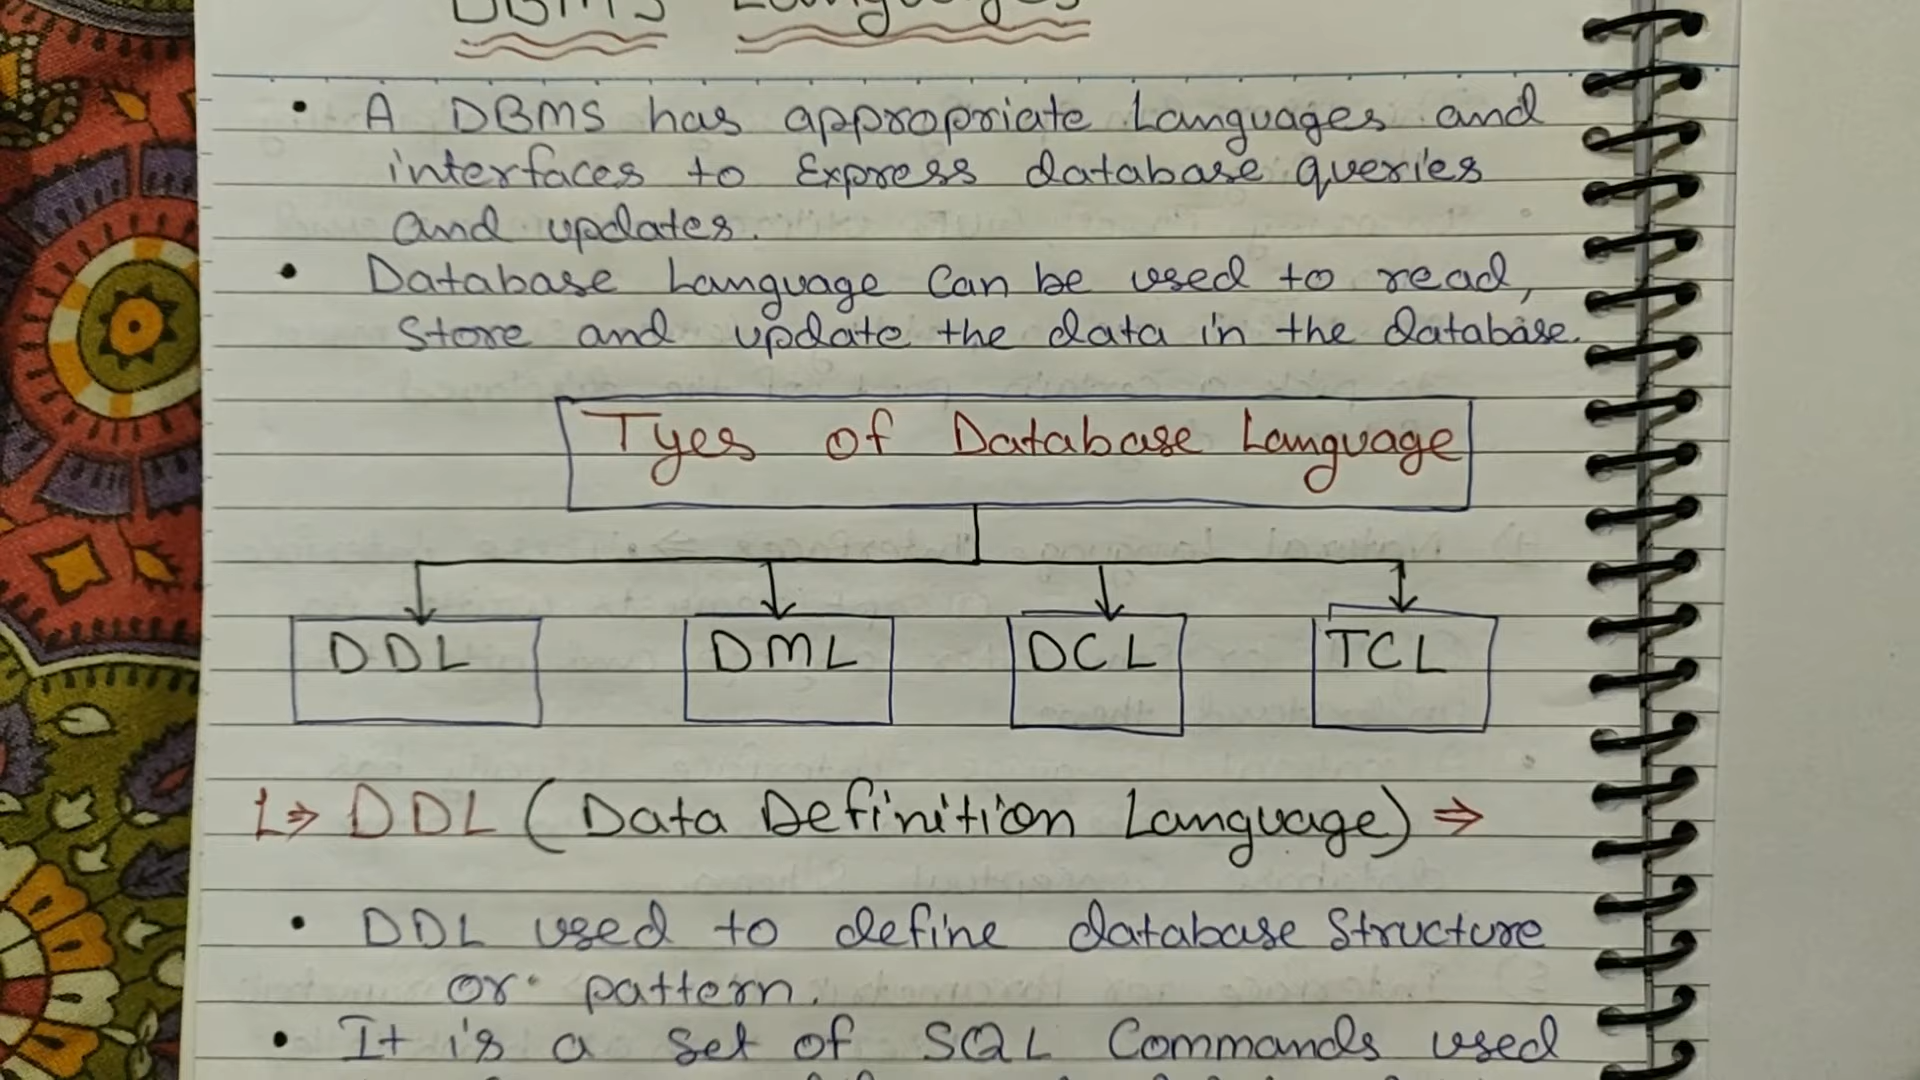 DBMS Languages
• A DBMS has appropriate Languages and
interfaces to Express database queries
and updates.
• Database Language Can be used to read,
Store and update the data in the database.
Tyes of Database Language
DDL DML DCL TCL
1⇒ DDL (Data Definition Language) ⇒
• DDL used to define database Structure
or pattern.
• It is a set of SQL Commands used